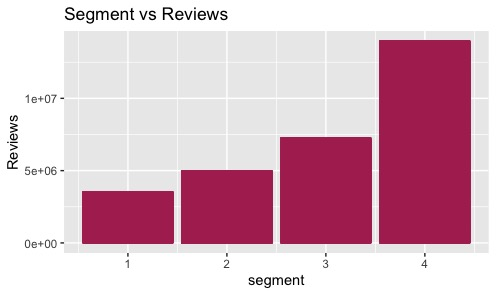 Segment vs Reviews
1e+07
5e+06
0e+00
Reviews
1
2
3
4
segment